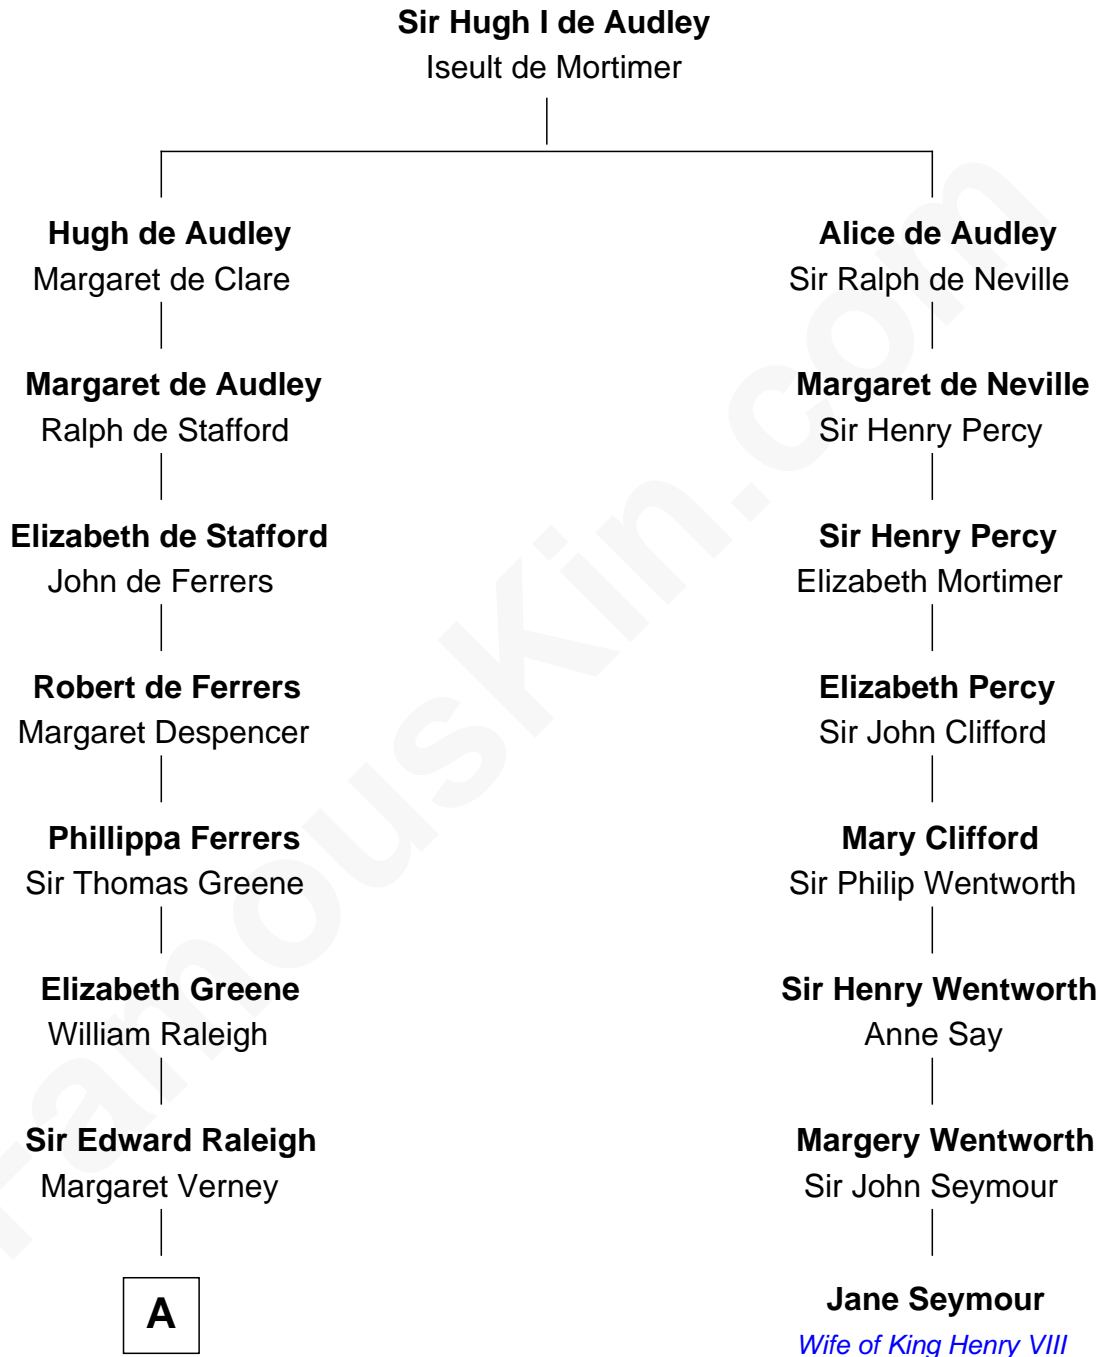 Sir Hugh I de Audley
Iseult de Mortimer
Hugh de Audley
Margaret de Clare
Alice de Audley
Sir Ralph de Neville
Margaret de Audley
Ralph de Stafford
Margaret de Neville
Sir Henry Percy
Elizabeth de Stafford
John de Ferrers
Sir Henry Percy
Elizabeth Mortimer
Robert de Ferrers
Margaret Despencer
Elizabeth Percy
Sir John Clifford
Phillippa Ferrers
Sir Thomas Greene
Mary Clifford
Sir Philip Wentworth
Elizabeth Greene
William Raleigh
Sir Henry Wentworth
Anne Say
Sir Edward Raleigh
Margaret Verney
Margery Wentworth
Sir John Seymour
A
Jane Seymour
Wife of King Henry VIII
FamousKin.com